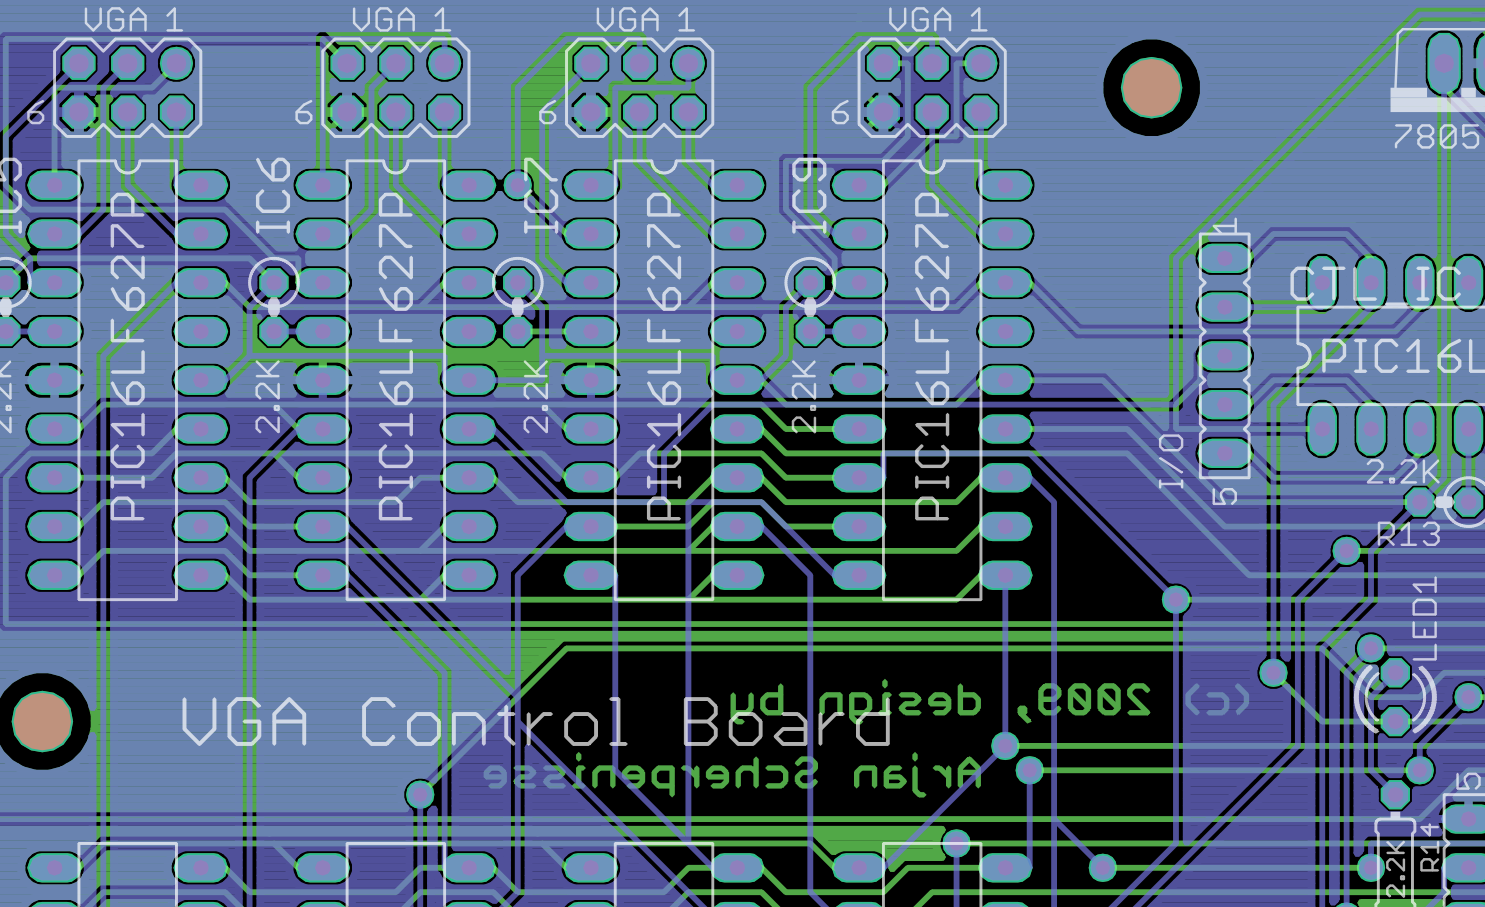 VGA 1
VGA 1
VGA 1
VGA 1
6
6
6
6
7805
IC5
IC6
IC7
IC8
PIC16LF627P
PIC16LF627P
PIC16LF627P
PIC16LF627P
2.2K
2.2K
2.2K
2.2K
1
I/O
5
CTL IC
PIC16L
2.2K
R13
LED1
(c) 2009, design by
VGA Control Board
Arjan Scherpenisse
5
2.2K
R14